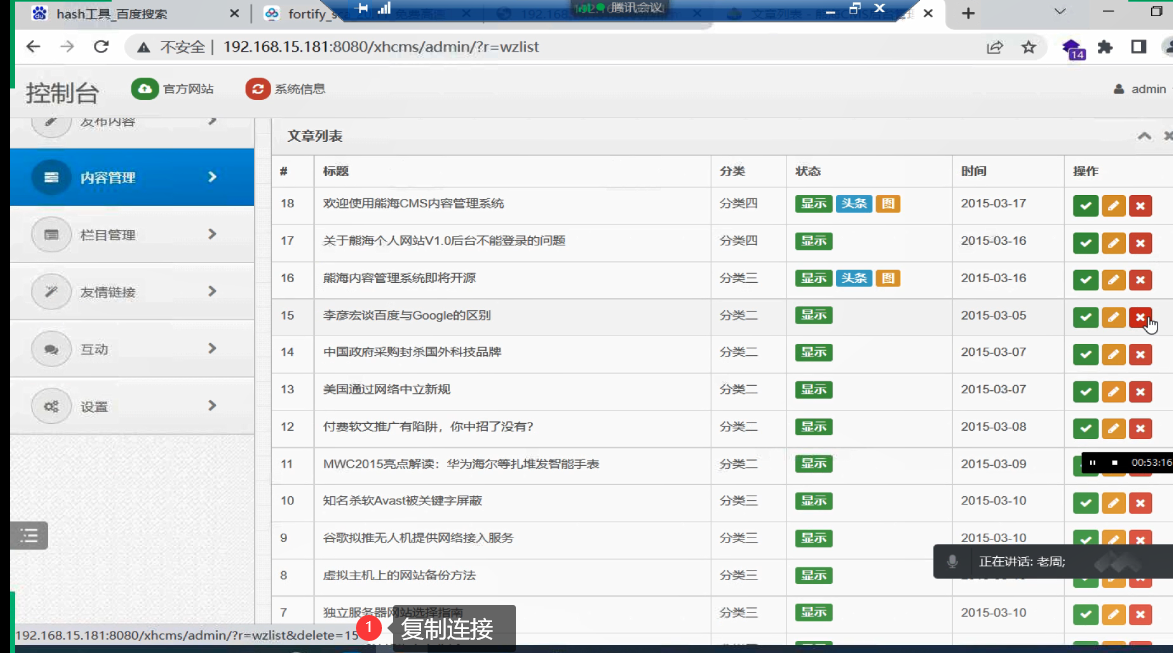 hash工具_百度搜索
fortify_s
腾讯会议
不安全 | 192.168.15.181:8080/xhcms/admin/?r=wzlist
14
控制台
官方网站
系统信息
admin
发布内容
内容管理
栏目管理
友情链接
互动
设置
文章列表
# 标题 分类 状态 时间 操作
18 欢迎使用熊海CMS内容管理系统 分类四 显示 头条 图 2015-03-17
17 关于熊海个人网站V1.0后台不能登录的问题 分类四 显示 2015-03-16
16 熊海内容管理系统即将开源 分类三 显示 头条 图 2015-03-16
15 李彦宏谈百度与Google的区别 分类二 显示 2015-03-05
14 中国政府采购封杀国外科技品牌 分类二 显示 2015-03-07
13 美国通过网络中立新规 分类二 显示 2015-03-07
12 付费软文推广有陷阱，你中招了没有? 分类二 显示 2015-03-08
11 MWC2015亮点解读：华为海尔等扎堆发智能手表 分类二 显示 2015-03-09
00:53:16
10 知名杀软Avast被关键字屏蔽 分类三 显示 2015-03-10
9 谷歌拟推无人机提供网络接入服务 分类三 显示 2015-03-10
正在讲话: 老周;
8 虚拟主机上的网站备份方法 分类三 显示
7 独立服务器网站选择指南 分类三 显示 2015-03-10
192.168.15.181:8080/xhcms/admin/?r=wzlist&delete=15
1 复制连接